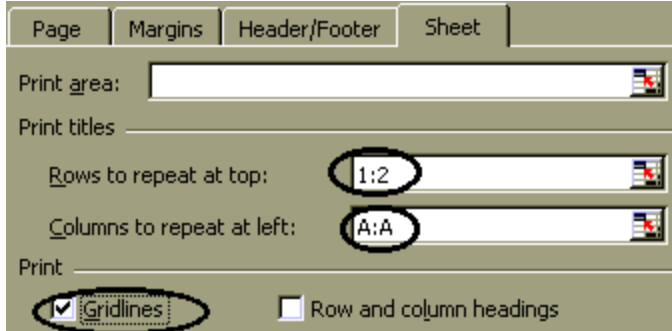 Page Margins Header/Footer Sheet
Print area:
Print titles
Rows to repeat at top: 1:2
Columns to repeat at left: A:A
Print
Gridlines Row and column headings